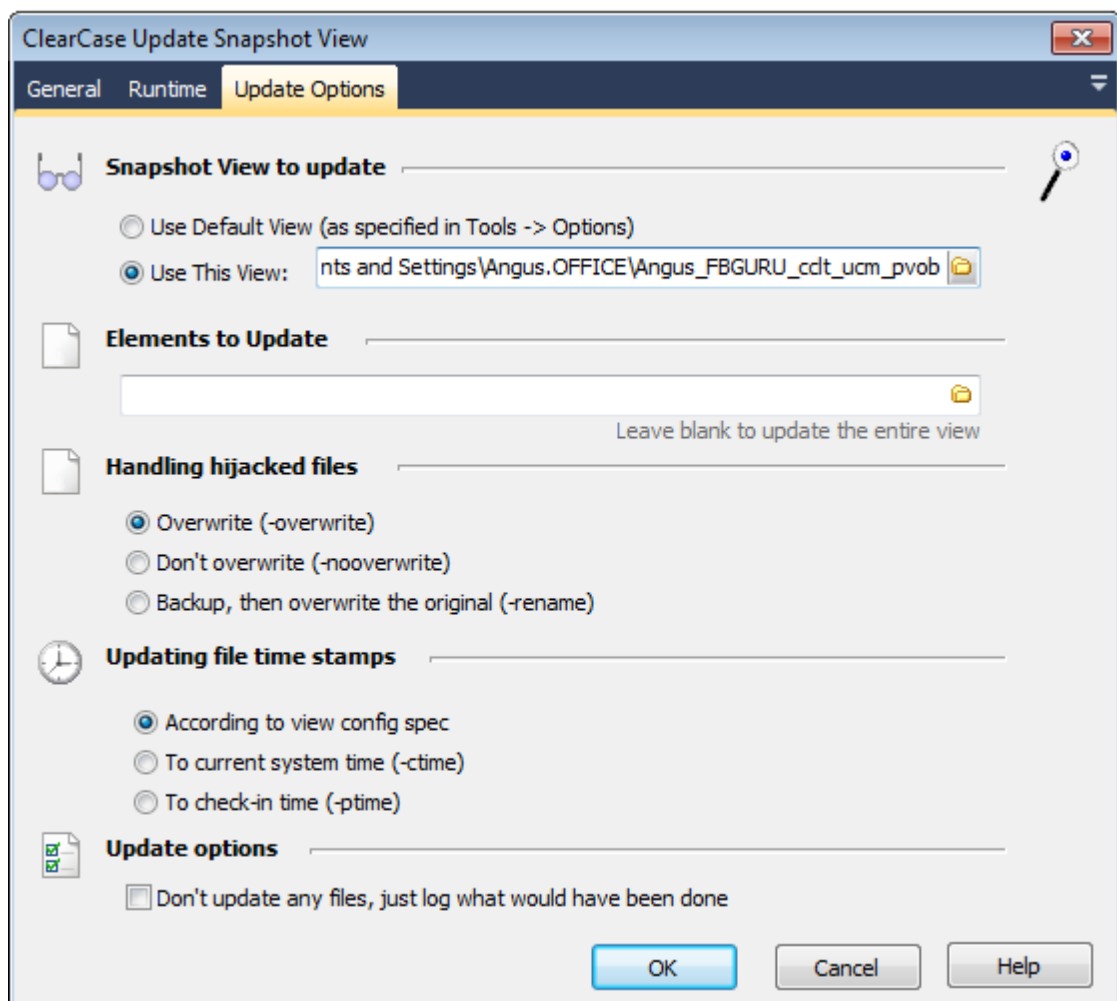 ClearCase Update Snapshot View
General Runtime Update Options
Snapshot View to update
Use Default View (as specified in Tools -> Options)
Use This View: nts and Settings\Angus.OFFICE\Angus_FBGURU_cclt_ucm_pvob
Elements to Update
Leave blank to update the entire view
Handling hijacked files
Overwrite (-overwrite)
Don't overwrite (-nooverwrite)
Backup, then overwrite the original (-rename)
Updating file time stamps
According to view config spec
To current system time (-ctime)
To check-in time (-ptime)
Update options
Don't update any files, just log what would have been done
OK Cancel Help